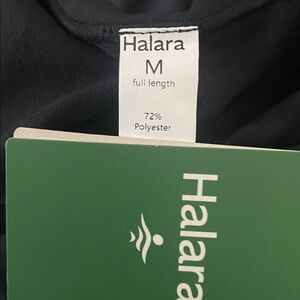 Halara
M
full length
72%
Polyester
Halara